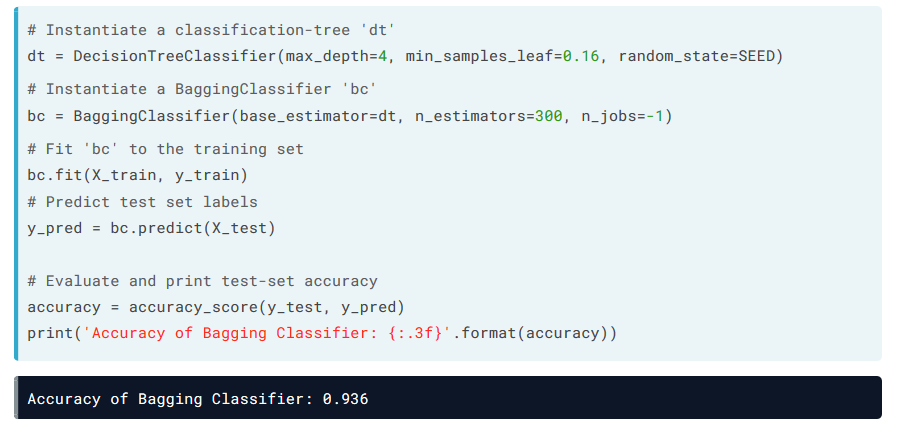 # Instantiate a classification-tree 'dt'
dt = DecisionTreeClassifier(max_depth=4, min_samples_leaf=0.16, random_state=SEED)
# Instantiate a BaggingClassifier 'bc'
bc = BaggingClassifier(base_estimator=dt, n_estimators=300, n_jobs=-1)
# Fit 'bc' to the training set
bc.fit(X_train, y_train)
# Predict test set labels
y_pred = bc.predict(X_test)
# Evaluate and print test-set accuracy
accuracy = accuracy_score(y_test, y_pred)
print('Accuracy of Bagging Classifier: {:.3f}'.format(accuracy))
Accuracy of Bagging Classifier: 0.936